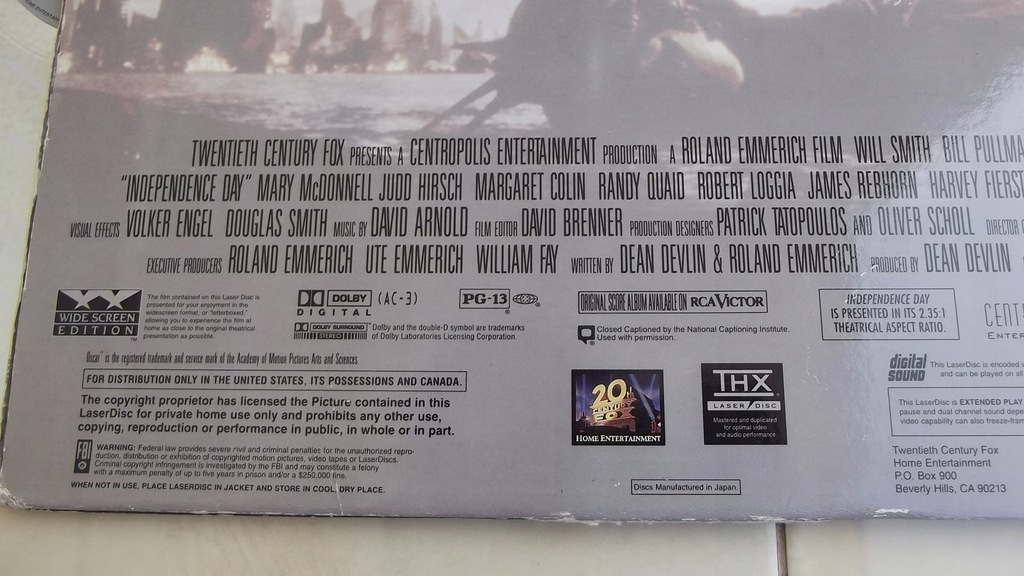 TWENTIETH CENTURY FOX PRESENTS A CENTROPOLIS ENTERTAINMENT PRODUCTION A ROLAND EMMERICH FILM WILL SMITH BILL PULLMA
"INDEPENDENCE DAY" MARY McDONNELL JUDD HIRSCH MARGARET COLIN RANDY QUAID ROBERT LOGGIA JAMES REBHORN HARVEY FIERST
VISUAL EFFECTS VOLKER ENGEL DOUGLAS SMITH MUSIC BY DAVID ARNOLD FILM EDITOR DAVID BRENNER PRODUCTION DESIGNERS PATRICK TATOPOULOS AND OLIVER SCHOLL DIRECTOR
EXECUTIVE PRODUCERS ROLAND EMMERICH UTE EMMERICH WILLIAM FAY WRITTEN BY DEAN DEVLIN & ROLAND EMMERICH PRODUCED BY DEAN DEVLIN
XX
WIDE SCREEN
EDITION
The film contained on this Laser Disc is
presented for your enjoyment in the
widescreen format, or "letterboxed,"
allowing you to experience the film at
home as close to the original theatrical
presentation as possible.
DOLBY (AC-3)
DIGITAL
DOLBY SURROUND
STEREO
Dolby and the double-D symbol are trademarks
of Dolby Laboratories Licensing Corporation.
PG-13
ORIGINAL SCORE ALBUM AVAILABLE ON RCA VICTOR
Closed Captioned by the National Captioning Institute.
Used with permission.
INDEPENDENCE DAY
IS PRESENTED IN ITS 2.35:1
THEATRICAL ASPECT RATIO.
CENT
ENTER
Oscar® is the registered trademark and service mark of the Academy of Motion Pictures Arts and Sciences.
FOR DISTRIBUTION ONLY IN THE UNITED STATES, ITS POSSESSIONS AND CANADA.
The copyright proprietor has licensed the Picture contained in this
LaserDisc for private home use only and prohibits any other use,
copying, reproduction or performance in public, in whole or in part.
FBI
WARNING: Federal law provides severe civil and criminal penalties for the unauthorized repro-
duction, distribution or exhibition of copyrighted motion pictures, video tapes or LaserDiscs.
Criminal copyright infringement is investigated by the FBI and may constitute a felony
with a maximum penalty of up to five years in prison and/or a $250,000 fine.
WHEN NOT IN USE, PLACE LASERDISC IN JACKET AND STORE IN COOL, DRY PLACE.
20th
CENTURY
FOX
HOME ENTERTAINMENT
THX
LASER DISC
Mastered and duplicated
for optimal video
and audio performance
Discs Manufactured in Japan.
digital
SOUND
This LaserDisc is encoded
and can be played on all
This LaserDisc is EXTENDED PLAY
pause and dual channel sound depe
video capability can also freeze-fram
Twentieth Century Fox
Home Entertainment
P.O. Box 900
Beverly Hills, CA 90213